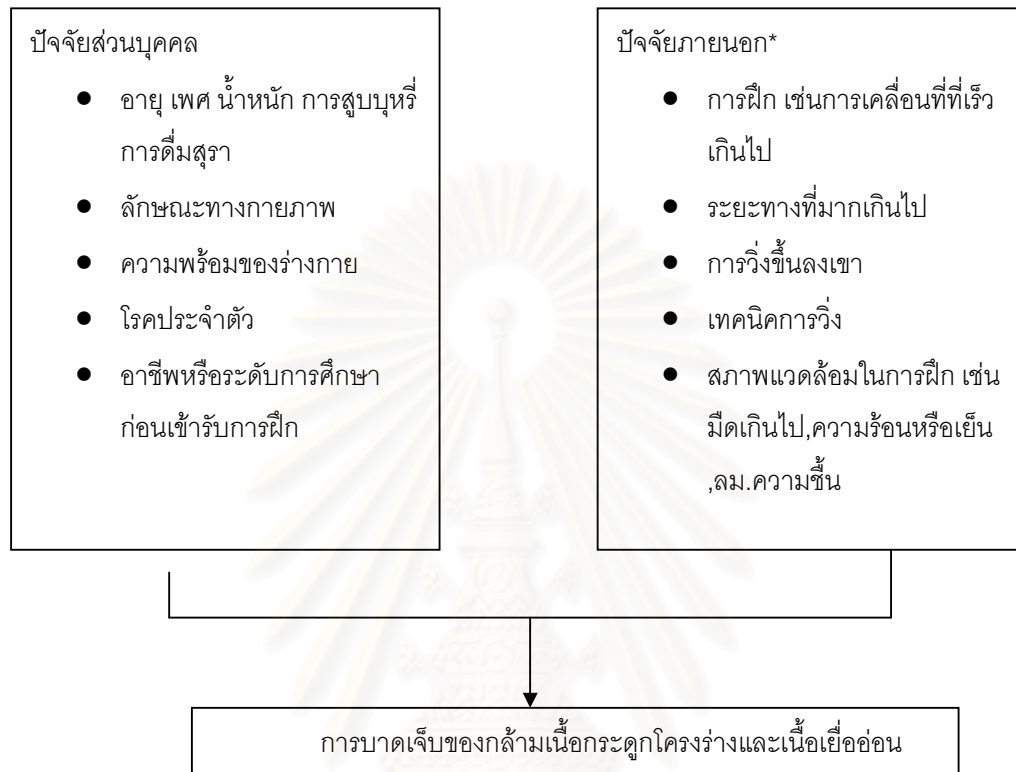 ปัจจัยส่วนบุคคล
● อายุ เพศ น้ำหนัก การสูบบุหรี่
การดื่มสุรา
● ลักษณะทางกายภาพ
● ความพร้อมของร่างกาย
● โรคประจำตัว
● อาชีพหรือระดับการศึกษา
ก่อนเข้ารับการฝึก
ปัจจัยภายนอก*
● การฝึก เช่นการเคลื่อนที่ที่เร็ว
เกินไป
● ระยะทางที่มากเกินไป
● การวิ่งขึ้นลงเขา
● เทคนิคการวิ่ง
● สภาพแวดล้อมในการฝึก เช่น
มืดเกินไป,ความร้อนหรือเย็น
,ลม.ความชื้น
การบาดเจ็บของกล้ามเนื้อกระดูกโครงร่างและเนื้อเยื่ออ่อน